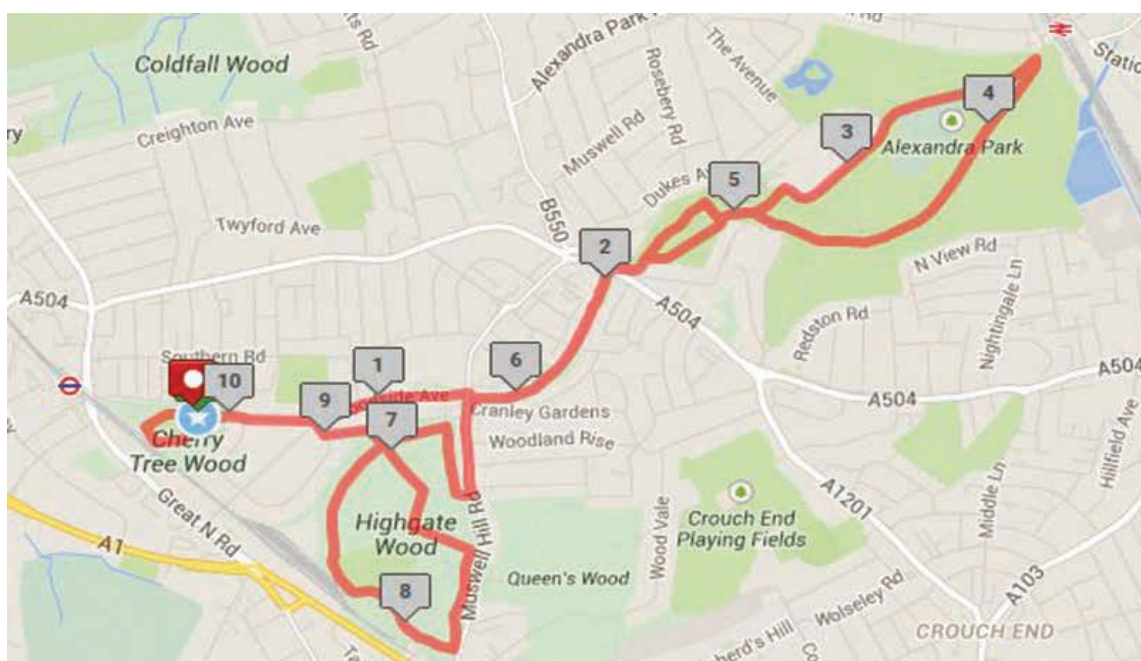 Coldfall Wood
Creighton Ave
Alexandra Park
Muswell Rd
Rosebery Rd
The Avenue
Dukes
B550
Twyford Ave
A504
Southern Rd
Station
3
4
Alexandra Park
5
2
N View Rd
A504
Redston Rd
Nightingale Ln
A504
A504
1
6
10
9
7
Ave
Cranley Gardens
Woodland Rise
Cherry
Tree Wood
Great N Rd
A1
Highgate
Wood
8
Muswell Hill Rd
Queen's Wood
Wood Vale
Crouch End
Playing Fields
A1201
Middle Ln
Hillfield Ave
A103
Wolseley Rd
CROUCH END